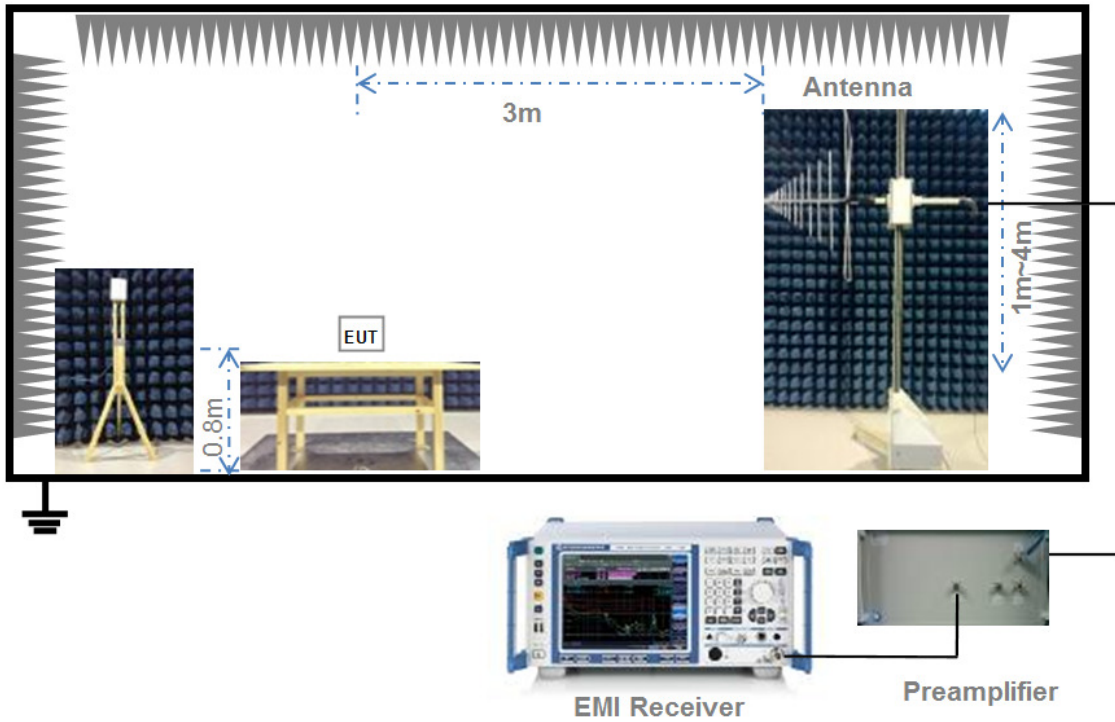 Antenna
3m
1m~4m
EUT
0.8m
EMI Receiver
Preamplifier